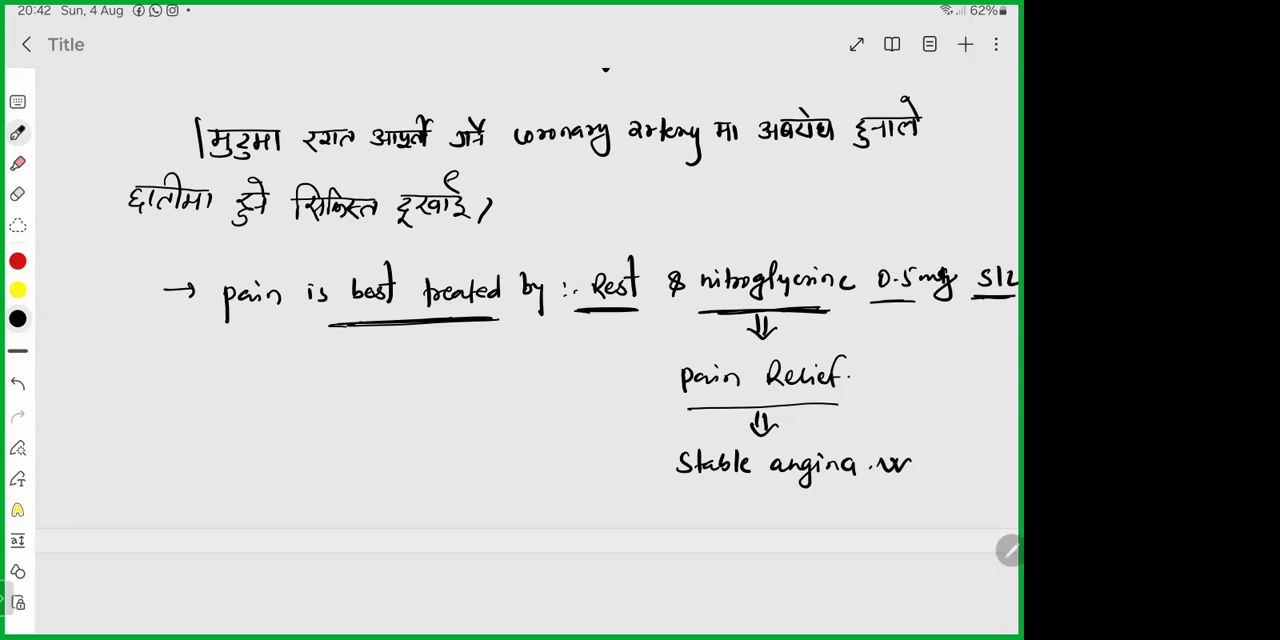 20:42 Sun, 4 Aug
62%
Title
मुटुमा रगत आपूर्ती गर्ने coronary artery मा अवरोध हुनाले
छातीमा हुने सिमिस्त दूखाई,
→ pain is best treated by :- Rest & nitroglycerine 0.5mg S/L
⇓
pain Relief.
⇓
Stable angina.